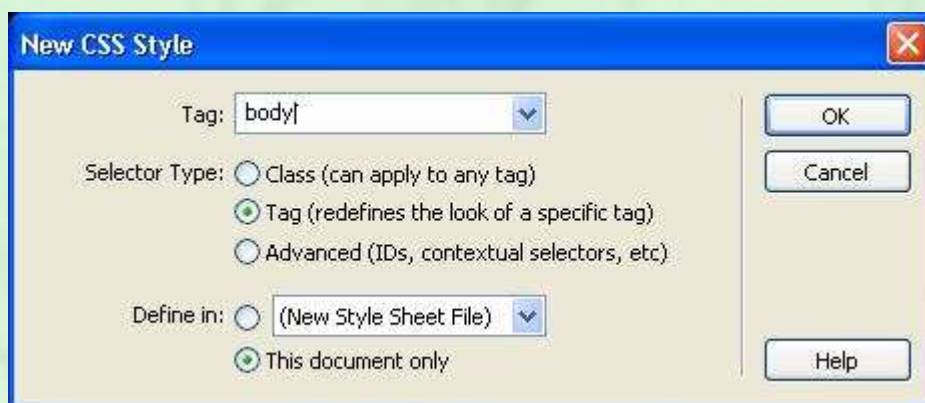 New CSS Style
Tag: body
OK
Selector Type: Class (can apply to any tag)
Cancel
Tag (redefines the look of a specific tag)
Advanced (IDs, contextual selectors, etc)
Define in: (New Style Sheet File)
This document only
Help